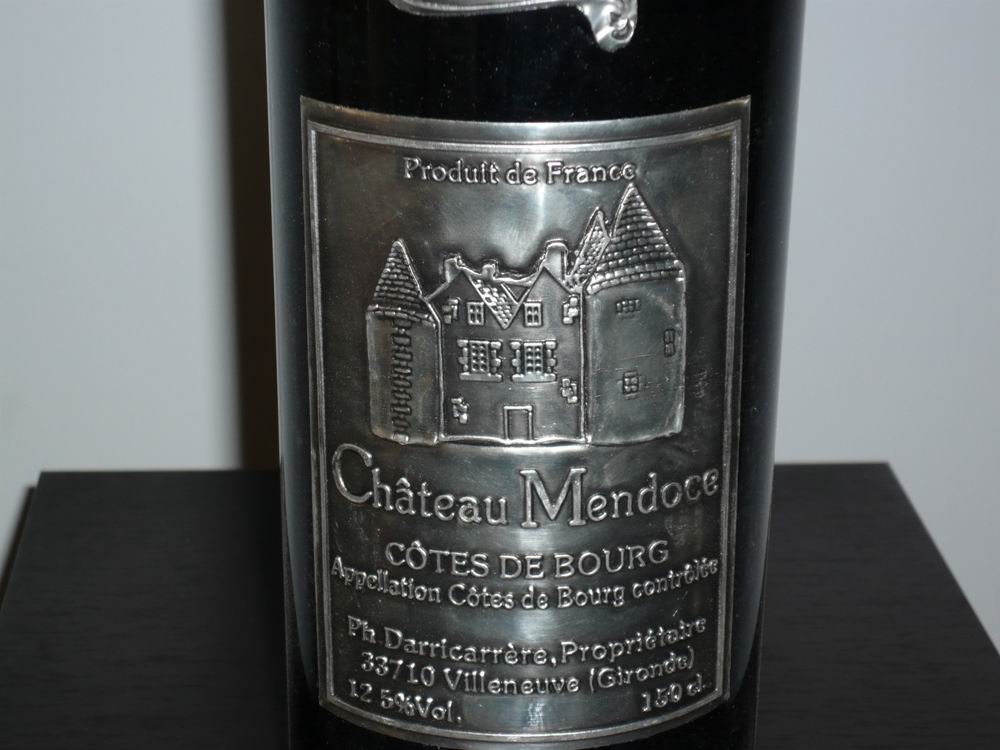 Produit de France
Château Mendoce
CÔTES DE BOURG
Appellation Côtes de Bourg contrôlée
Ph. Darricarrère, Propriétaire
33710 Villeneuve (Gironde)
12 5%Vol. 150 cl.